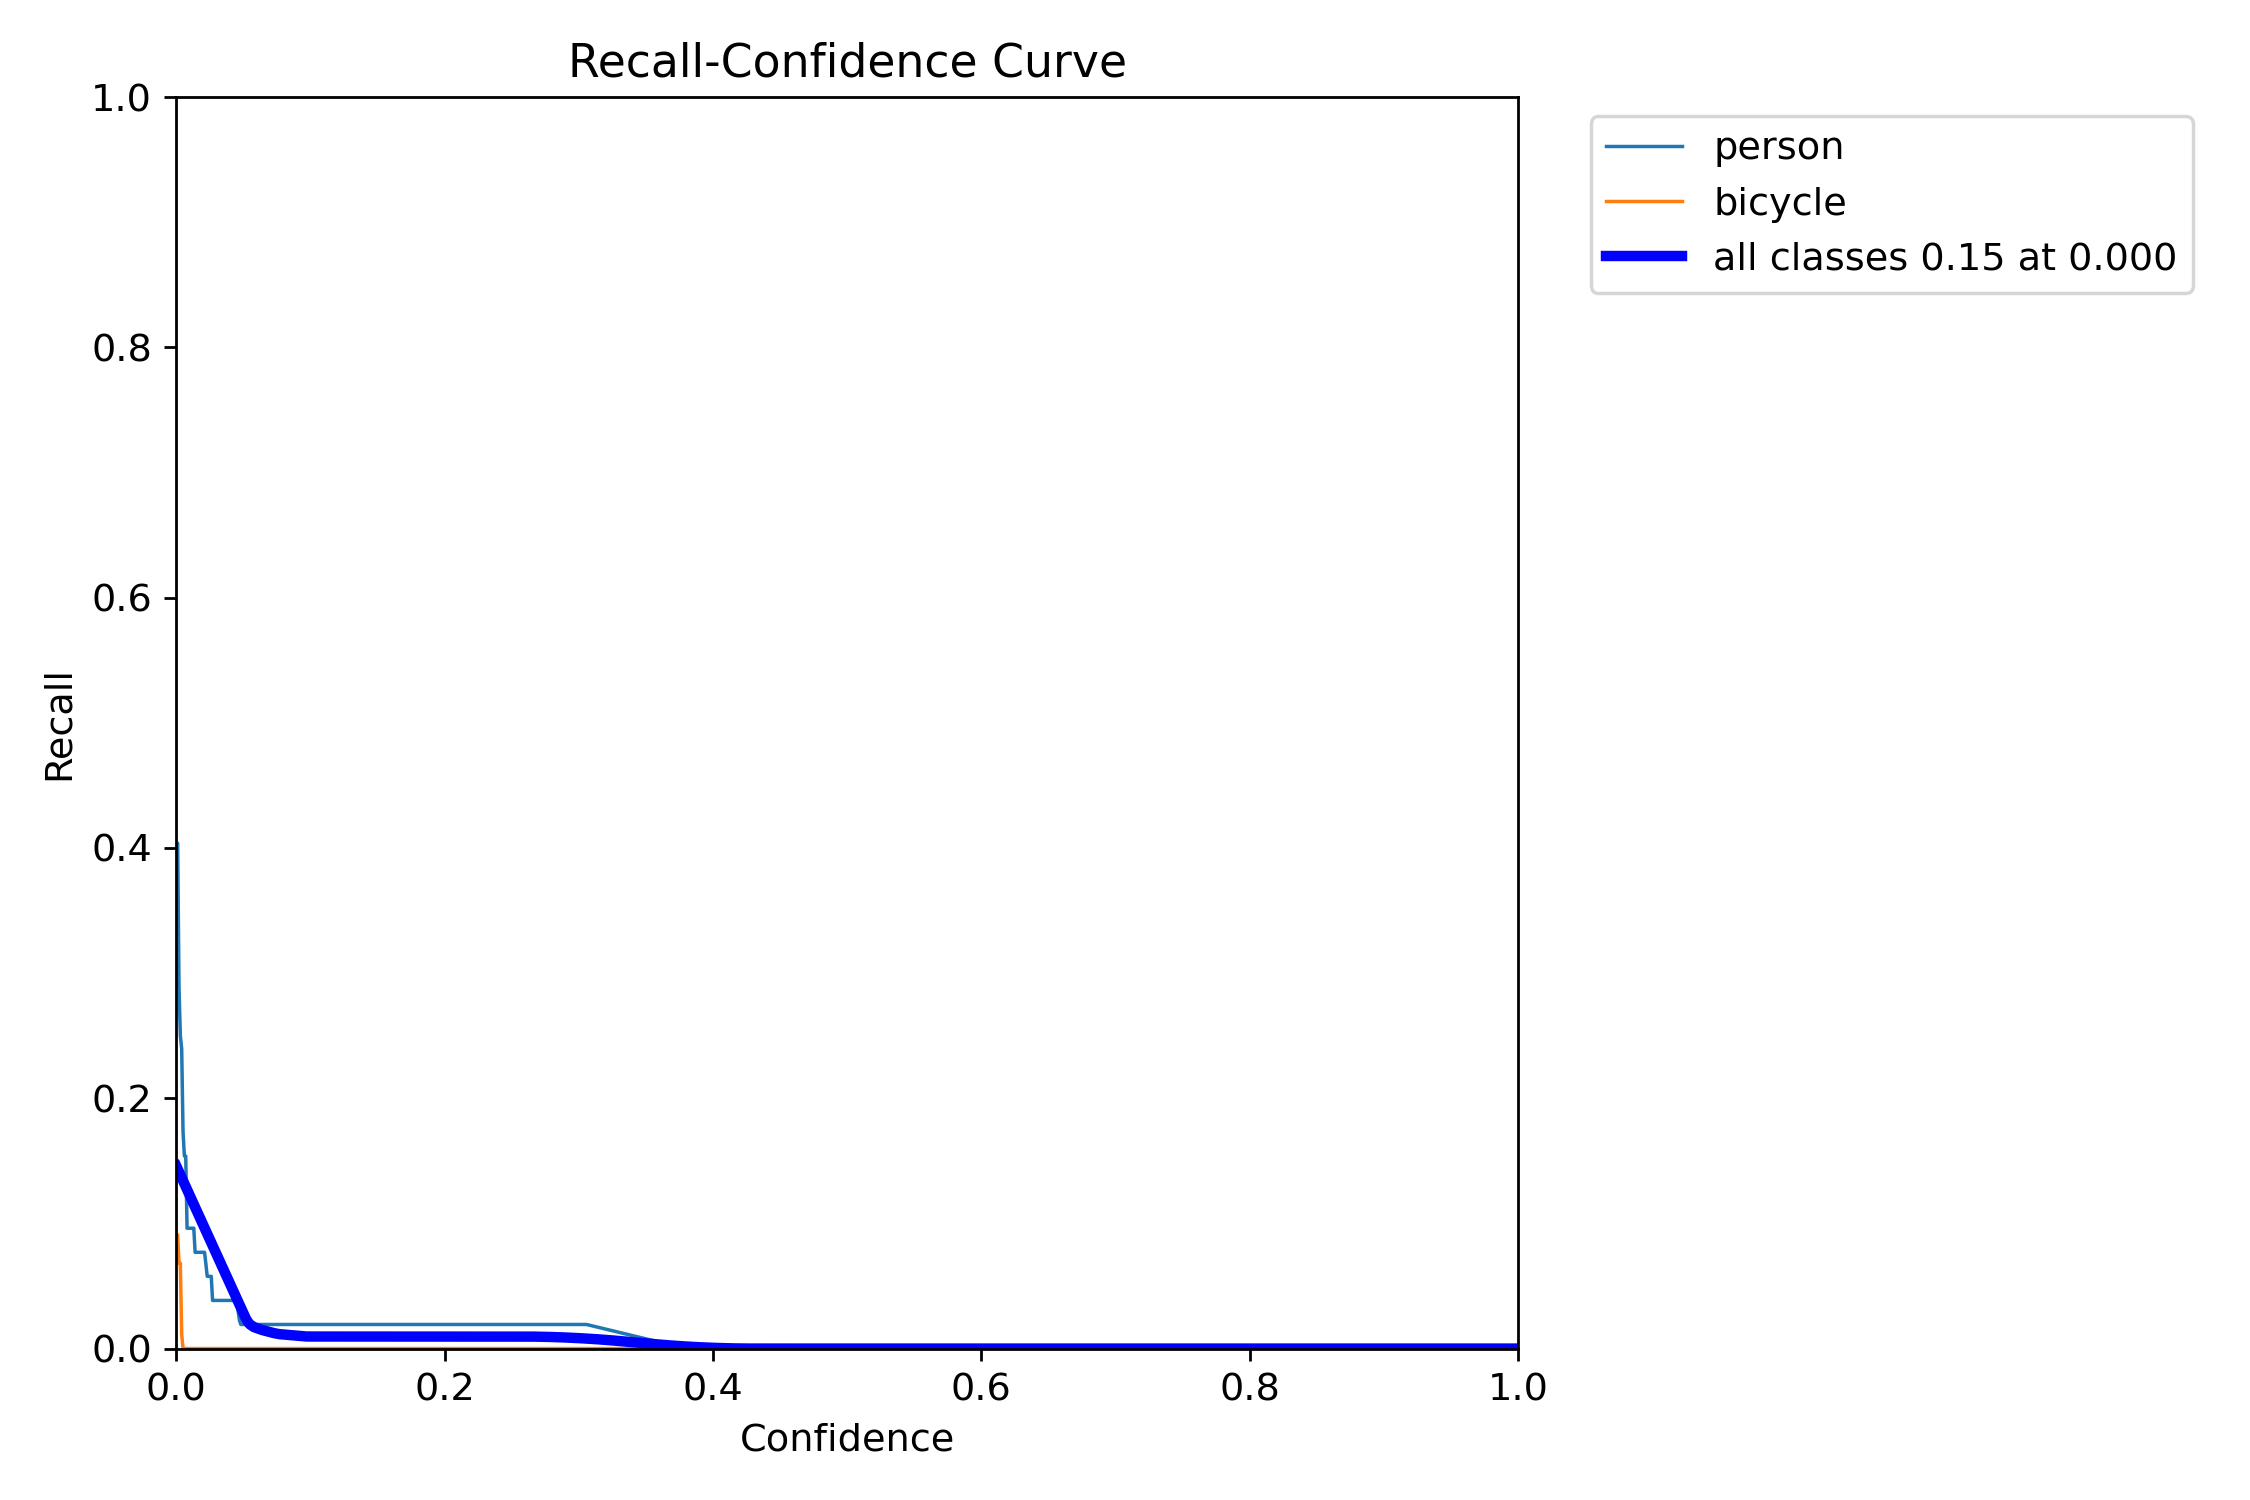 Recall-Confidence Curve
1.0
0.8
0.6
0.4
0.2
0.0
Recall
0.0 0.2 0.4 0.6 0.8 1.0
Confidence
person
bicycle
all classes 0.15 at 0.000